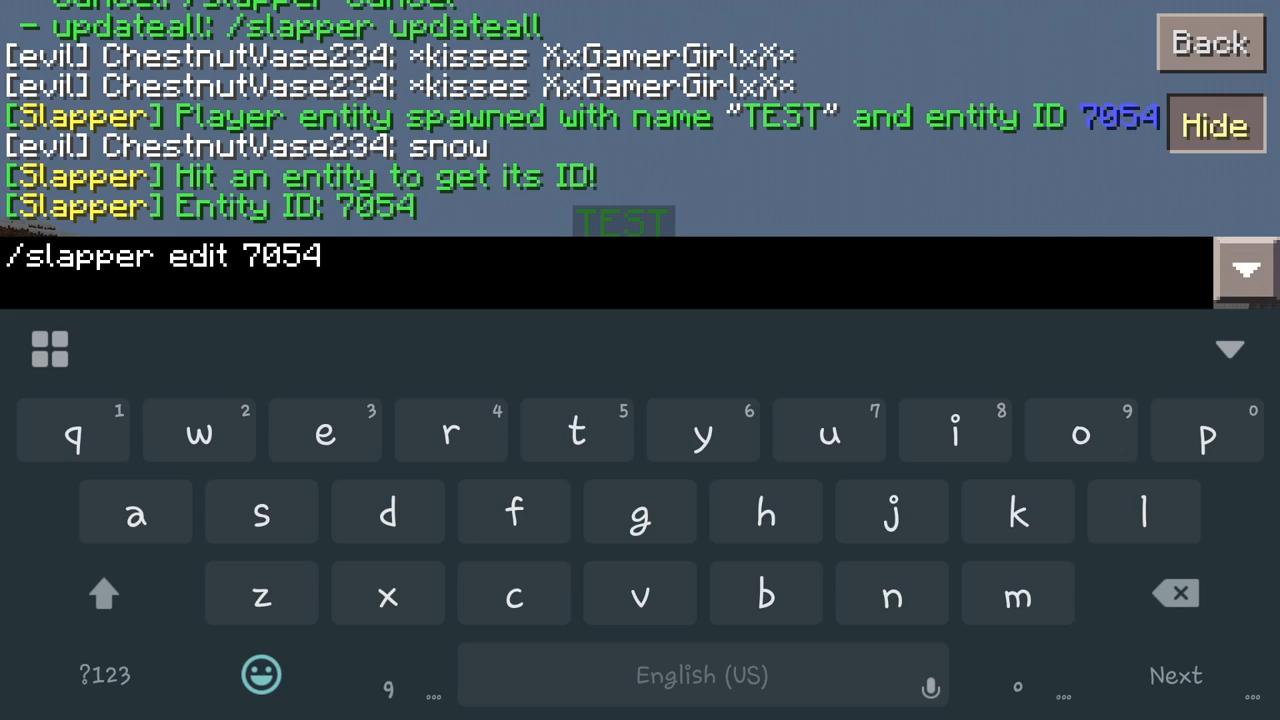 - cancel: /slapper cancel
- updateall: /slapper updateall
[evil] ChestnutVase234: *kisses XxGamerGirlxX*
[evil] ChestnutVase234: *kisses XxGamerGirlxX*
[Slapper] Player entity spawned with name "TEST" and entity ID 7054
[evil] ChestnutVase234: snow
[Slapper] Hit an entity to get its ID!
[Slapper] Entity ID: 7054
Back
Hide
TEST
/slapper edit 7054
q 1 w 2 e 3 r 4 t 5 y 6 u 7 i 8 o 9 p 0
a s d f g h j k l
z x c v b n m
?123 , ... English (US) . ... Next ...